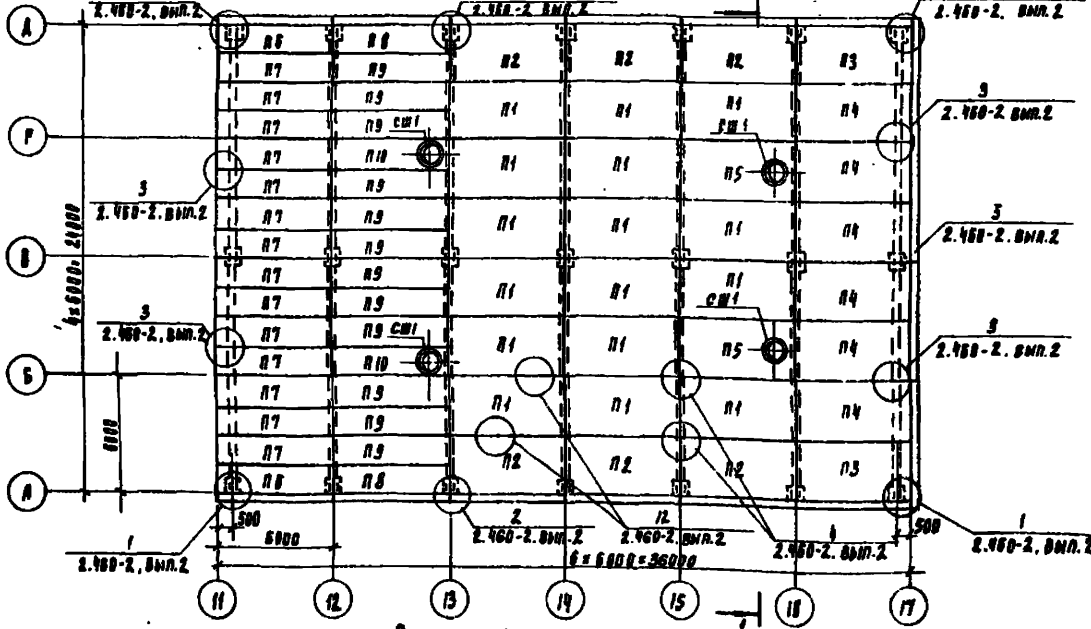 2.460-2. вып.2
2.460-2. вып.2
2.460-2. вып.2
Д
П6 П8 П2 П2 П2 П3
П7 П9
П7 П9 П1 П1 П1 П4
3
2.460-2. вып.2
Г
П7 П9 СШ1 СШ1
П7 П10 П1 П1 П5 П4
3
2.460-2. вып.2
П7 П9
4×6000=24000
П7 П9 П1 П1 П1 П4
3
2.460-2. вып.2
В
П7 П9
П7 П9 П1 П1 П1 П4
П7 П9 СШ1
3
2.460-2. вып.2
П7 П9 СШ1 П1 П1 П5 П4
3
2.460-2. вып.2
Б
П7 П10
П7 П9 П1 П1 П1 П4
6000
П7 П9
П7 П9 П2 П2 П2 П3
П6 П8
А
500
6000
1
2.460-2. вып.2
2
2.460-2. вып.2
12
2.460-2. вып.2
4
2.460-2. вып.2
500
1
2.460-2. вып.2
6×6000=36000
11 12 13 14 15 16 17
1